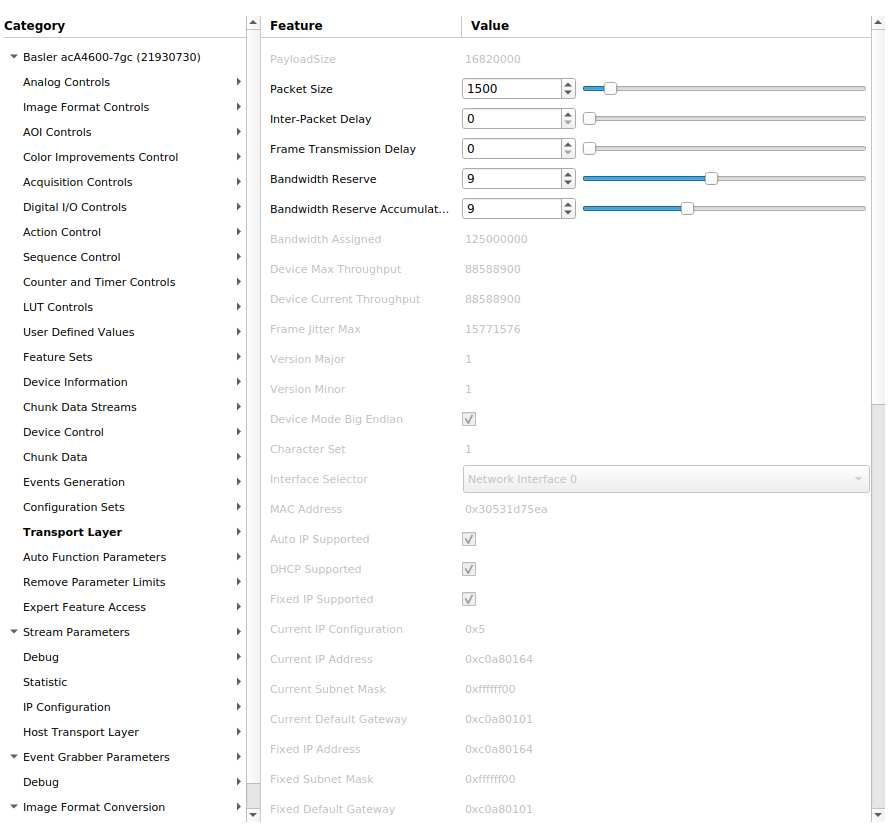 Category
Basler acA4600-7gc (21930730)
Analog Controls
Image Format Controls
AOI Controls
Color Improvements Control
Acquisition Controls
Digital I/O Controls
Action Control
Sequence Control
Counter and Timer Controls
LUT Controls
User Defined Values
Feature Sets
Device Information
Chunk Data Streams
Device Control
Chunk Data
Events Generation
Configuration Sets
Transport Layer
Auto Function Parameters
Remove Parameter Limits
Expert Feature Access
Stream Parameters
Debug
Statistic
IP Configuration
Host Transport Layer
Event Grabber Parameters
Debug
Image Format Conversion
Feature Value
PayloadSize 16820000
Packet Size 1500
Inter-Packet Delay 0
Frame Transmission Delay 0
Bandwidth Reserve 9
Bandwidth Reserve Accumulat... 9
Bandwidth Assigned 125000000
Device Max Throughput 88588900
Device Current Throughput 88588900
Frame Jitter Max 15771576
Version Major 1
Version Minor 1
Device Mode Big Endian
Character Set 1
Interface Selector Network Interface 0
MAC Address 0x30531d75ea
Auto IP Supported
DHCP Supported
Fixed IP Supported
Current IP Configuration 0x5
Current IP Address 0xc0a80164
Current Subnet Mask 0xffffff00
Current Default Gateway 0xc0a80101
Fixed IP Address 0xc0a80164
Fixed Subnet Mask 0xffffff00
Fixed Default Gateway 0xc0a80101